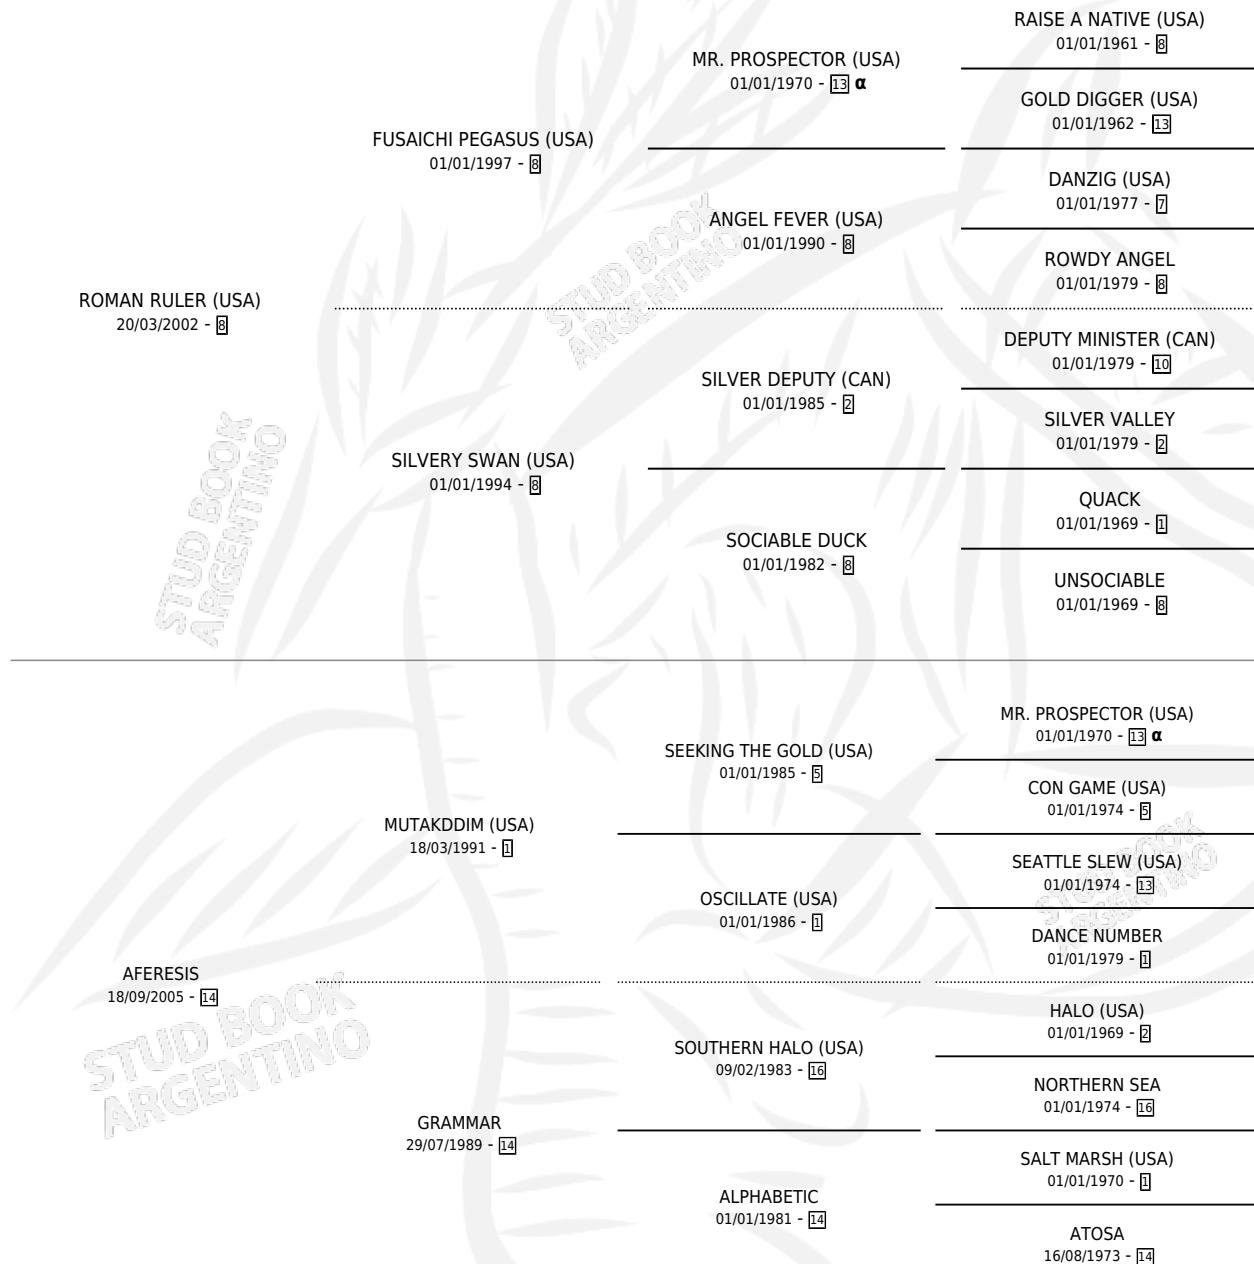 RAISE A NATIVE (USA)
01/01/1961 - 8
MR. PROSPECTOR (USA)
01/01/1970 - 13 α
GOLD DIGGER (USA)
01/01/1962 - 13
FUSAICHI PEGASUS (USA)
01/01/1997 - 8
DANZIG (USA)
01/01/1977 - 7
ANGEL FEVER (USA)
01/01/1990 - 8
ROWDY ANGEL
01/01/1979 - 8
ROMAN RULER (USA)
20/03/2002 - 8
DEPUTY MINISTER (CAN)
01/01/1979 - 10
SILVER DEPUTY (CAN)
01/01/1985 - 2
SILVER VALLEY
01/01/1979 - 2
SILVERY SWAN (USA)
01/01/1994 - 8
QUACK
01/01/1969 - 1
SOCIABLE DUCK
01/01/1982 - 8
UNSOCIABLE
01/01/1969 - 8
MR. PROSPECTOR (USA)
01/01/1970 - 13 α
SEEKING THE GOLD (USA)
01/01/1985 - 5
CON GAME (USA)
01/01/1974 - 5
MUTAKDDIM (USA)
18/03/1991 - 1
SEATTLE SLEW (USA)
01/01/1974 - 13
OSCILLATE (USA)
01/01/1986 - 1
DANCE NUMBER
01/01/1979 - 1
AFERESIS
18/09/2005 - 14
HALO (USA)
01/01/1969 - 2
SOUTHERN HALO (USA)
09/02/1983 - 16
NORTHERN SEA
01/01/1974 - 16
GRAMMAR
29/07/1989 - 14
SALT MARSH (USA)
01/01/1970 - 1
ALPHABETIC
01/01/1981 - 14
ATOSA
16/08/1973 - 14
STUD BOOK
ARGENTINO
STUD BOOK
ARGENTINO
STUD BOOK
ARGENTINO
STUD BOOK
ARGENTINO